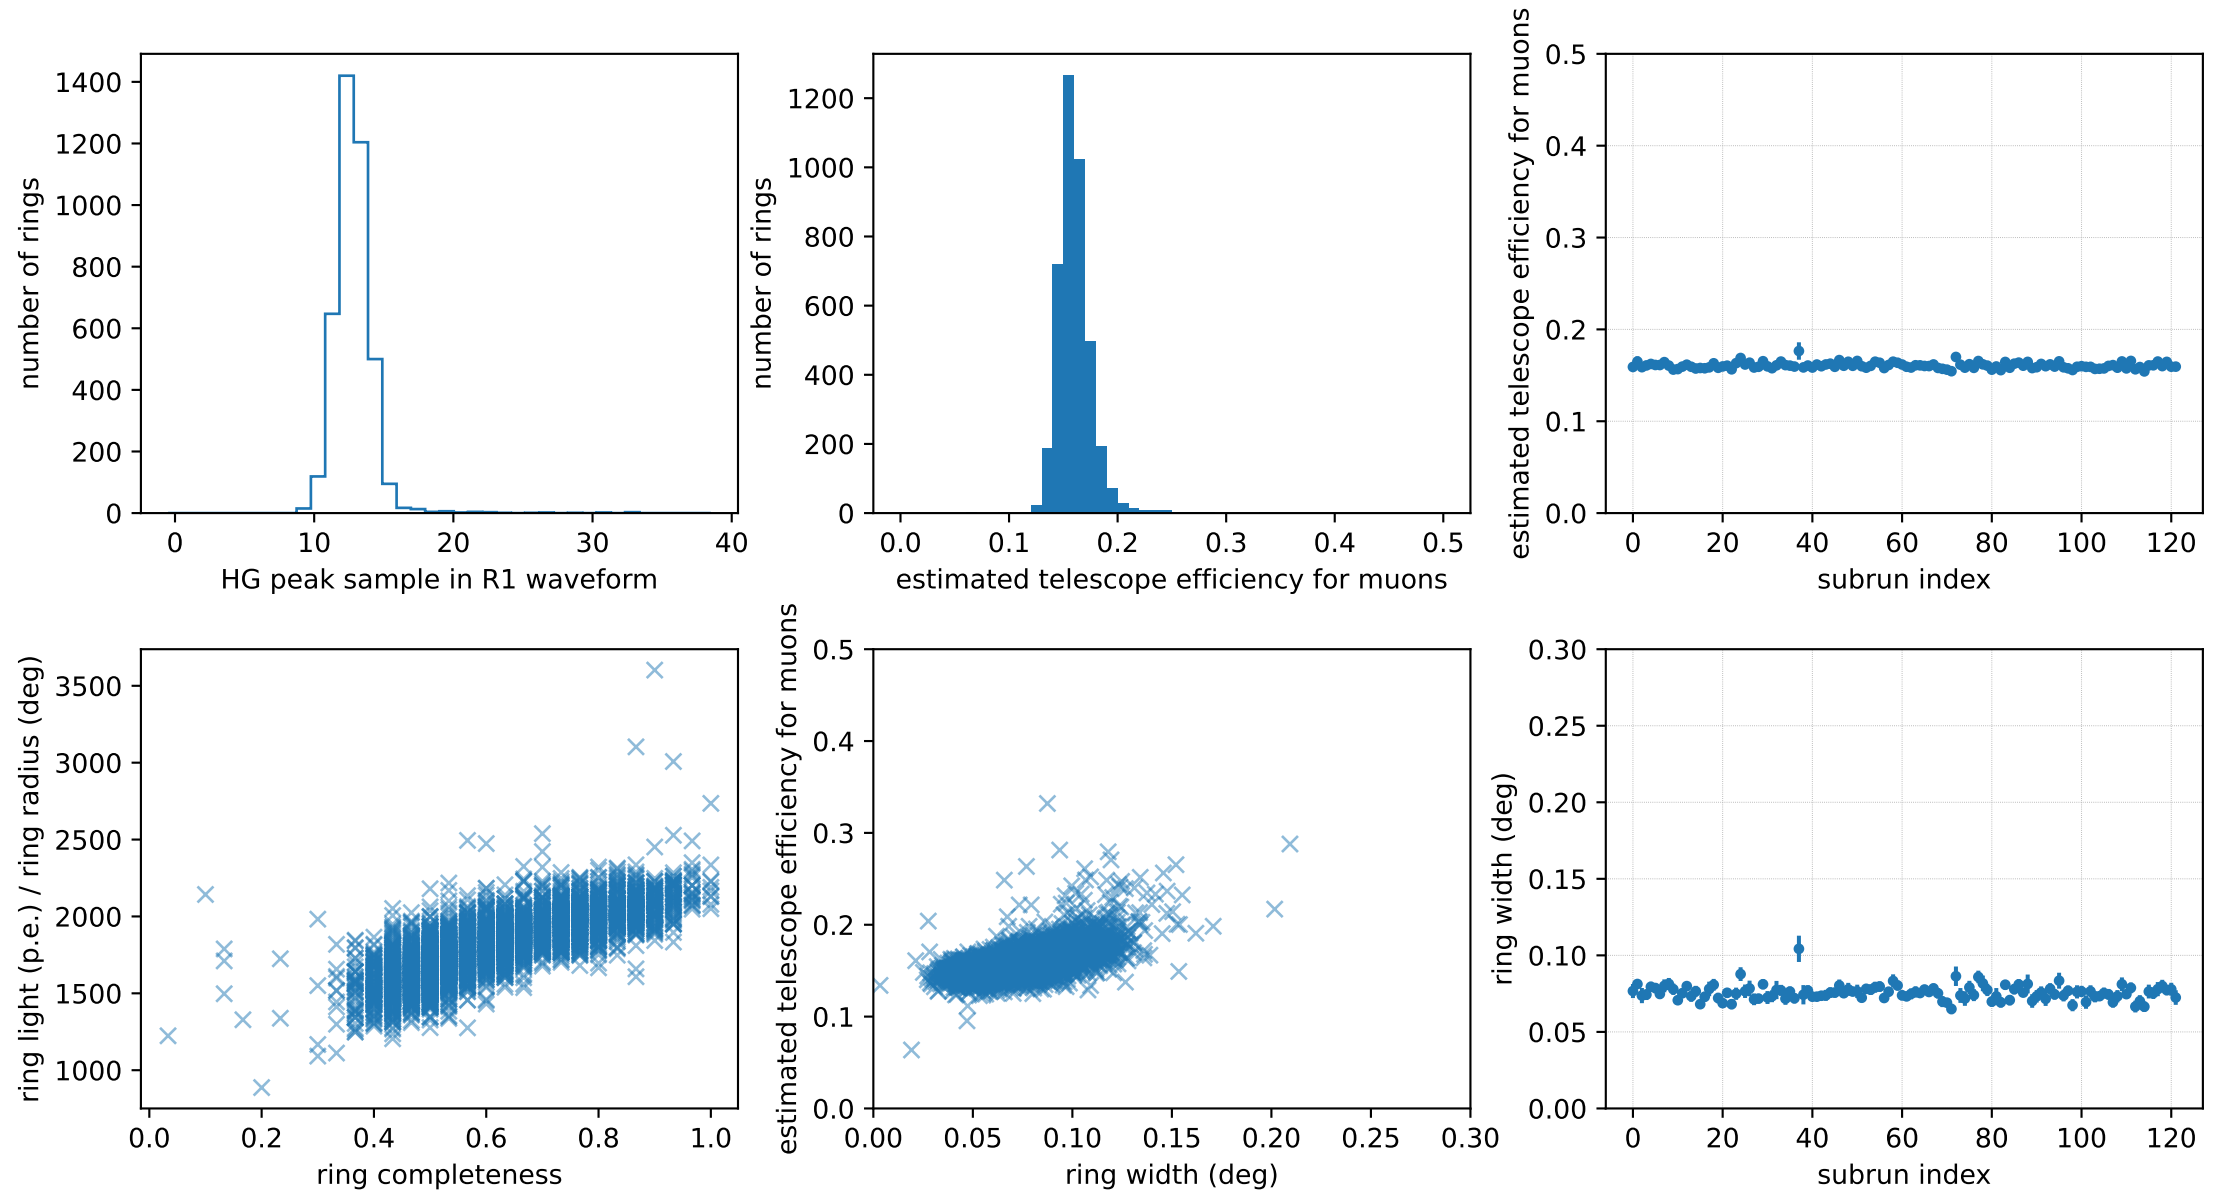 1400
1200
1000
800
600
400
200
0
number of rings
0 10 20 30 40
HG peak sample in R1 waveform
1200
1000
800
600
400
200
0
number of rings
0.0 0.1 0.2 0.3 0.4 0.5
estimated telescope efficiency for muons
0.5
0.4
0.3
0.2
0.1
0.0
estimated telescope efficiency for muons
0 20 40 60 80 100 120
subrun index
3500
3000
2500
2000
1500
1000
ring light (p.e.) / ring radius (deg)
0.0 0.2 0.4 0.6 0.8 1.0
ring completeness
0.5
0.4
0.3
0.2
0.1
0.0
estimated telescope efficiency for muons
0.00 0.05 0.10 0.15 0.20 0.25 0.30
ring width (deg)
0.30
0.25
0.20
0.15
0.10
0.05
0.00
ring width (deg)
0 20 40 60 80 100 120
subrun index